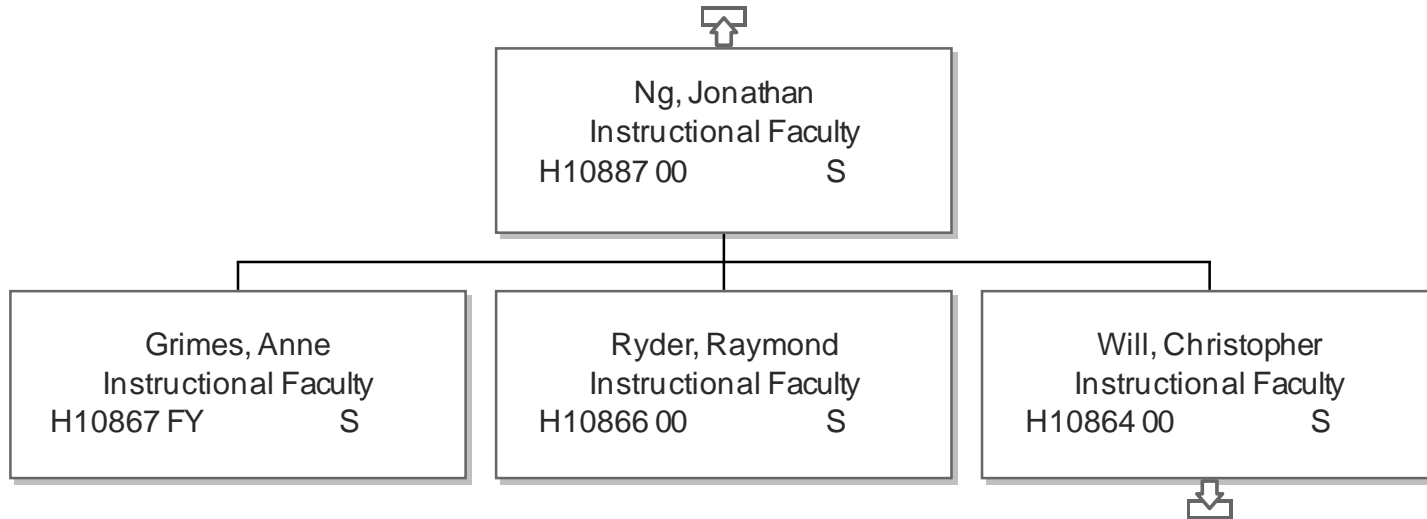 Ng, Jonathan
Instructional Faculty
H10887 00 S
Grimes, Anne
Instructional Faculty
H10867 FY S
Ryder, Raymond
Instructional Faculty
H10866 00 S
Will, Christopher
Instructional Faculty
H10864 00 S